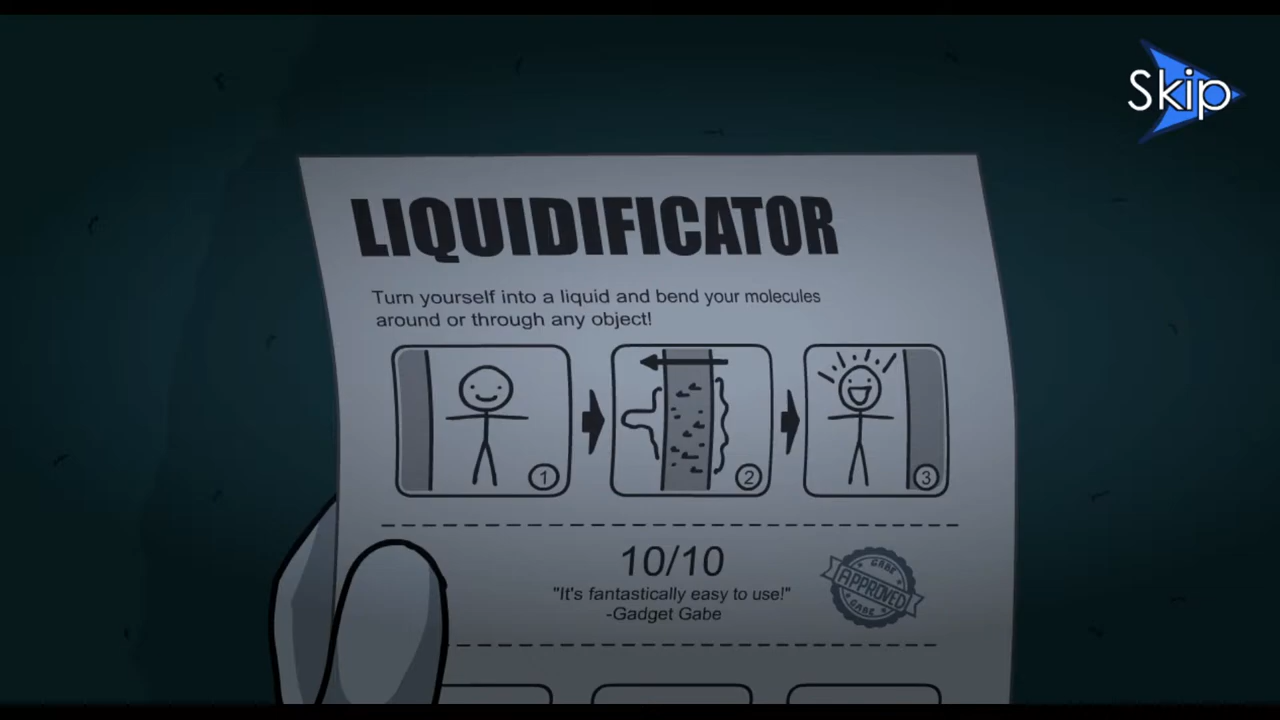 Skip
LIQUIDIFICATOR
Turn yourself into a liquid and bend your molecules
around or through any object!
1
2
3
10/10
"It's fantastically easy to use!"
-Gadget Gabe
GABE
APPROVED
GABE